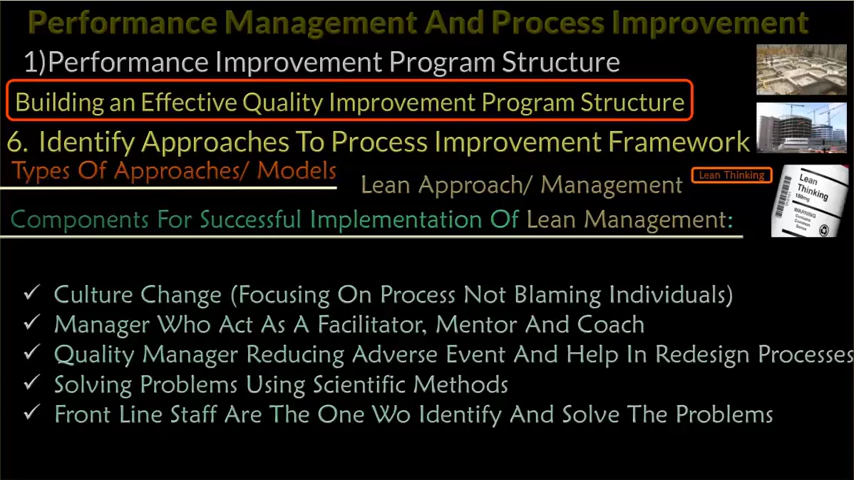 Performance Management And Process Improvement
1)Performance Improvement Program Structure
Building an Effective Quality Improvement Program Structure
6. Identify Approaches To Process Improvement Framework
Types Of Approaches/ Models
Lean Approach/ Management
Lean Thinking
Lean
Thinking
100mg
WARNING
Components For Successful Implementation Of Lean Management:
✓ Culture Change (Focusing On Process Not Blaming Individuals)
✓ Manager Who Act As A Facilitator, Mentor And Coach
✓ Quality Manager Reducing Adverse Event And Help In Redesign Processes
✓ Solving Problems Using Scientific Methods
✓ Front Line Staff Are The One Wo Identify And Solve The Problems